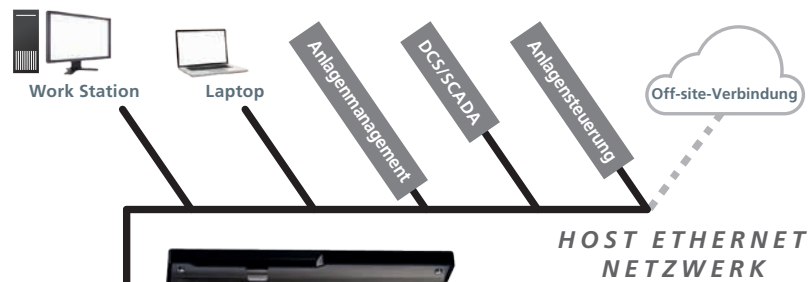 Work Station
Laptop
Anlagenmanagement
DCS/SCADA
Anlagensteuerung
Off-site-Verbindung
HOST ETHERNET
NETZWERK